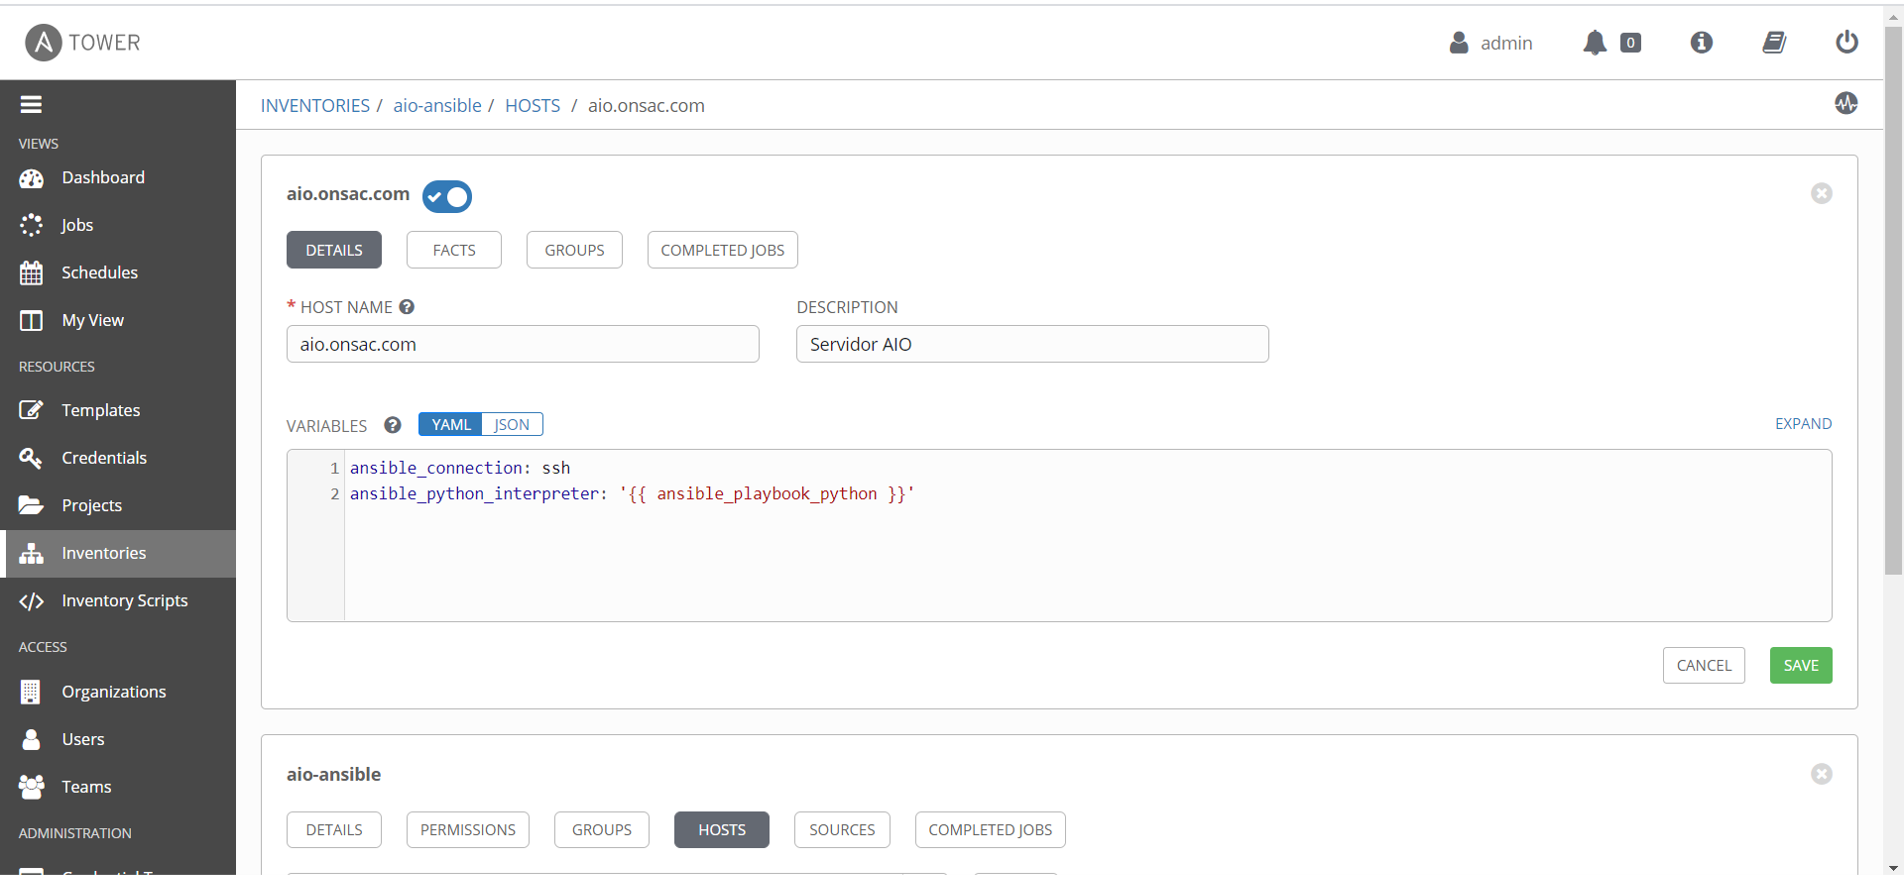 TOWER
admin
0
INVENTORIES / aio-ansible / HOSTS / aio.onsac.com
VIEWS
Dashboard
Jobs
Schedules
My View
RESOURCES
Templates
Credentials
Projects
Inventories
Inventory Scripts
ACCESS
Organizations
Users
Teams
ADMINISTRATION
aio.onsac.com
DETAILS FACTS GROUPS COMPLETED JOBS
* HOST NAME DESCRIPTION
aio.onsac.com Servidor AIO
VARIABLES YAML JSON EXPAND
1 ansible_connection: ssh
2 ansible_python_interpreter: '{{ ansible_playbook_python }}'
CANCEL SAVE
aio-ansible
DETAILS PERMISSIONS GROUPS HOSTS SOURCES COMPLETED JOBS